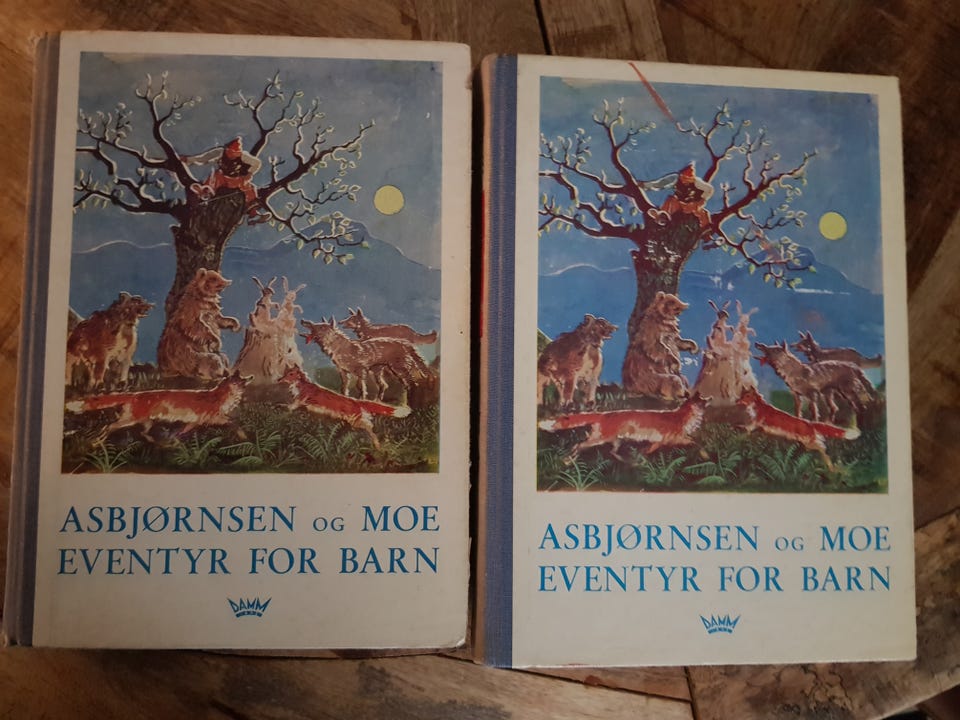 ASBJØRNSEN OG MOE
EVENTYR FOR BARN
DAMM
ASBJØRNSEN OG MOE
EVENTYR FOR BARN
DAMM